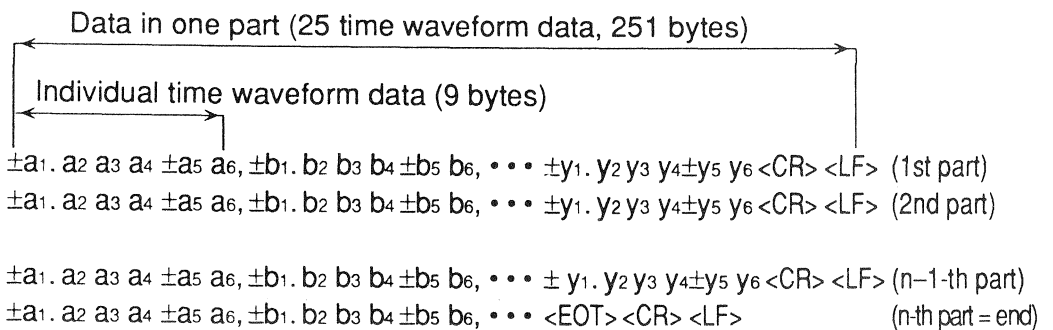 Data in one part (25 time waveform data, 251 bytes)
Individual time waveform data (9 bytes)
±a1. a2 a3 a4 ±a5 a6, ±b1. b2 b3 b4 ±b5 b6, • • • ±y1. y2 y3 y4±y5 y6 <CR> <LF> (1st part)
±a1. a2 a3 a4 ±a5 a6, ±b1. b2 b3 b4 ±b5 b6, • • • ±y1. y2 y3 y4±y5 y6 <CR> <LF> (2nd part)
±a1. a2 a3 a4 ±a5 a6, ±b1. b2 b3 b4 ±b5 b6, • • • ± y1. y2 y3 y4±y5 y6 <CR> <LF> (n–1-th part)
±a1. a2 a3 a4 ±a5 a6, ±b1. b2 b3 b4 ±b5 b6, • • • <EOT> <CR> <LF> (n-th part = end)